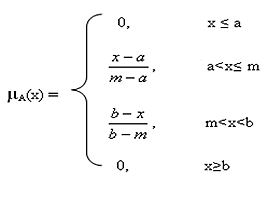 0, x ≤ a
x − a / m − a , a<x≤ m
μA(x) =
b − x / b − m , m<x<b
0, x≥b